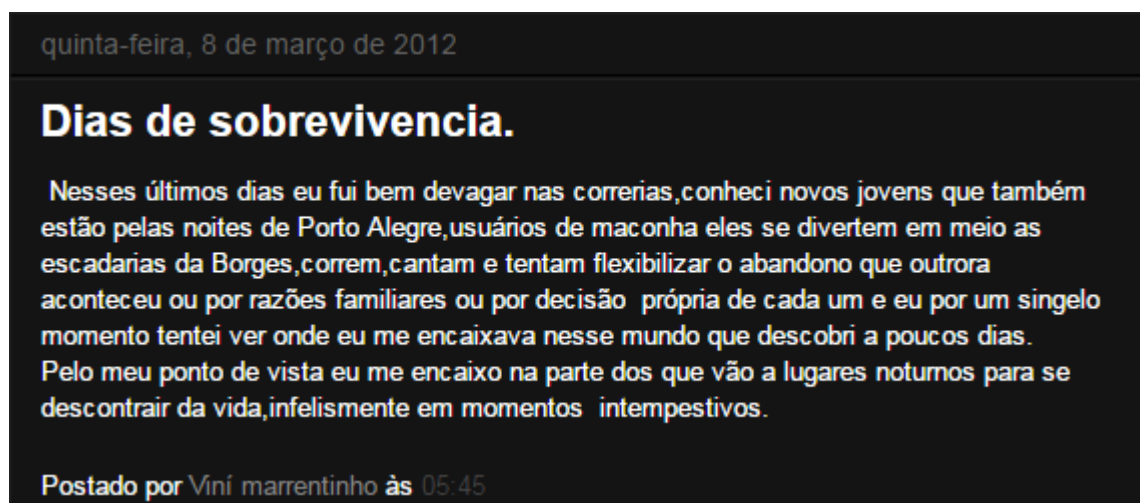 quinta-feira, 8 de março de 2012
Dias de sobrevivencia.
Nesses últimos dias eu fui bem devagar nas correrias,conheci novos jovens que também
estão pelas noites de Porto Alegre,usuários de maconha eles se divertem em meio as
escadarias da Borges,correm,cantam e tentam flexibilizar o abandono que outrora
aconteceu ou por razões familiares ou por decisão  própria de cada um e eu por um singelo
momento tentei ver onde eu me encaixava nesse mundo que descobri a poucos dias.
Pelo meu ponto de vista eu me encaixo na parte dos que vão a lugares noturnos para se
descontrair da vida,infelismente em momentos  intempestivos.
Postado por Viní marrentinho às 05:45